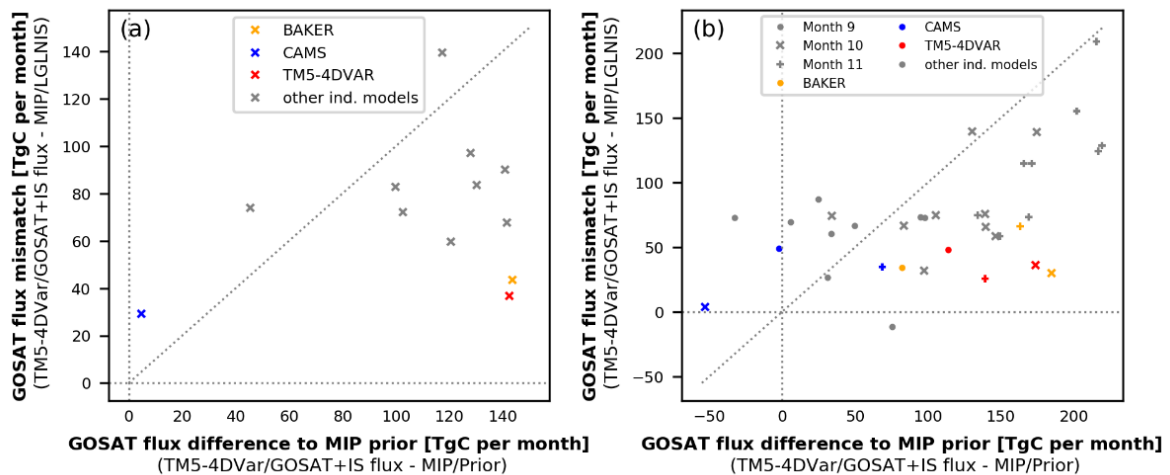 (a)
BAKER
CAMS
TM5-4DVAR
other ind. models
140
120
100
80
60
40
20
0
0 20 40 60 80 100 120 140
GOSAT flux mismatch [TgC per month]
(TM5-4DVar/GOSAT+IS flux - MIP/LGLNIS)
GOSAT flux difference to MIP prior [TgC per month]
(TM5-4DVar/GOSAT+IS flux - MIP/Prior)
(b)
Month 9
Month 10
Month 11
BAKER
CAMS
TM5-4DVAR
other ind. models
200
150
100
50
0
−50
−50 0 50 100 150 200
GOSAT flux mismatch [TgC per month]
(TM5-4DVar/GOSAT+IS flux - MIP/LGLNIS)
GOSAT flux difference to MIP prior [TgC per month]
(TM5-4DVar/GOSAT+IS flux - MIP/Prior)